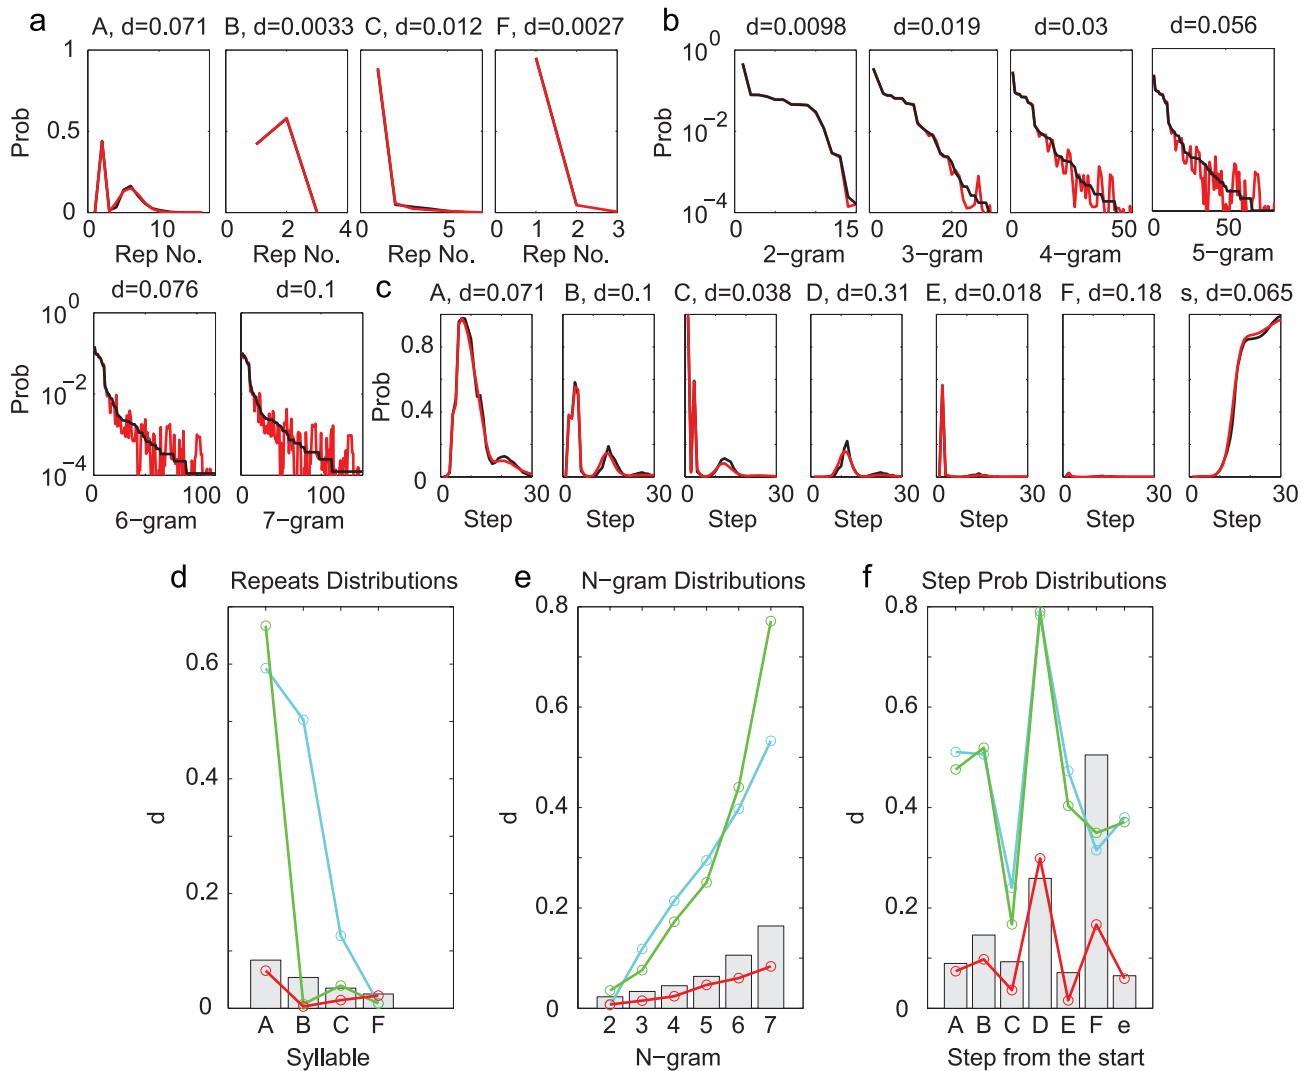 a
A, d=0.071
B, d=0.0033
C, d=0.012
F, d=0.0027
Prob
1
0.5
0
0 10
0 2 4
0 5
0 1 2 3
Rep No.
Rep No.
Rep No.
Rep No.
b
d=0.0098
d=0.019
d=0.03
d=0.056
Prob
10^0
10^−2
10^−4
0 15
0 20
0 50
0 50
2−gram
3−gram
4−gram
5−gram
d=0.076
d=0.1
Prob
10^0
10^−2
10^−4
0 100
0 100
6−gram
7−gram
c
A, d=0.071
B, d=0.1
C, d=0.038
D, d=0.31
E, d=0.018
F, d=0.18
s, d=0.065
Prob
0.8
0.4
0
0 30
0 30
0 30
0 30
0 30
0 30
0 30
Step
Step
Step
Step
Step
Step
Step
d
Repeats Distributions
d
0.6
0.4
0.2
0
A B C F
Syllable
e
N−gram Distributions
d
0.8
0.6
0.4
0.2
0
2 3 4 5 6 7
N−gram
f
Step Prob Distributions
d
0.8
0.6
0.4
0.2
0
A B C D E F e
Step from the start